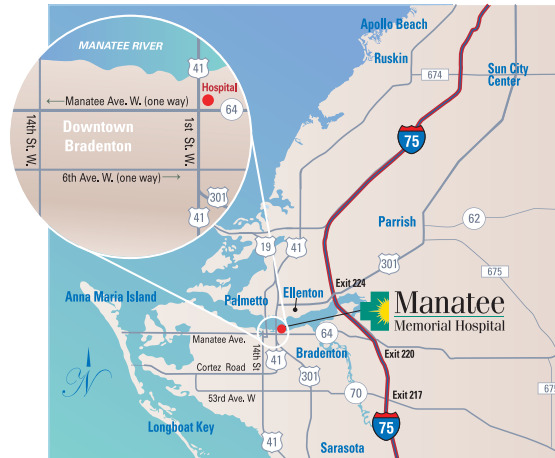 Apollo Beach
Ruskin
674
Sun City
Center
MANATEE RIVER
41
Hospital
←Manatee Ave. W. (one way)
64
Downtown
Bradenton
14th St. W.
1st St. W.
6th Ave. W. (one way)→
301
41
75
Parrish
62
19
41
301
675
Exit 224
Anna Maria Island
Palmetto
Ellenton
Manatee
Memorial Hospital
Manatee Ave.
14th St
64
41
Bradenton
Exit 220
Cortez Road
301
53rd Ave. W
70
Exit 217
675
N
Longboat Key
41
75
Sarasota